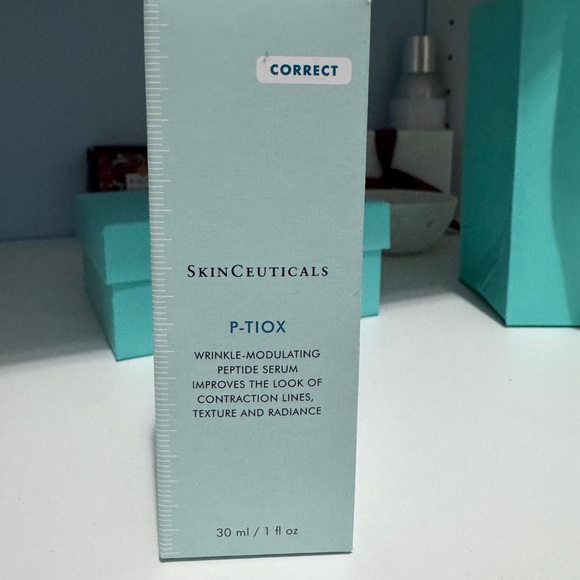 CORRECT
SKINCEUTICALS
P-TIOX
WRINKLE-MODULATING
PEPTIDE SERUM
IMPROVES THE LOOK OF
CONTRACTION LINES,
TEXTURE AND RADIANCE
30 ml / 1 fl oz